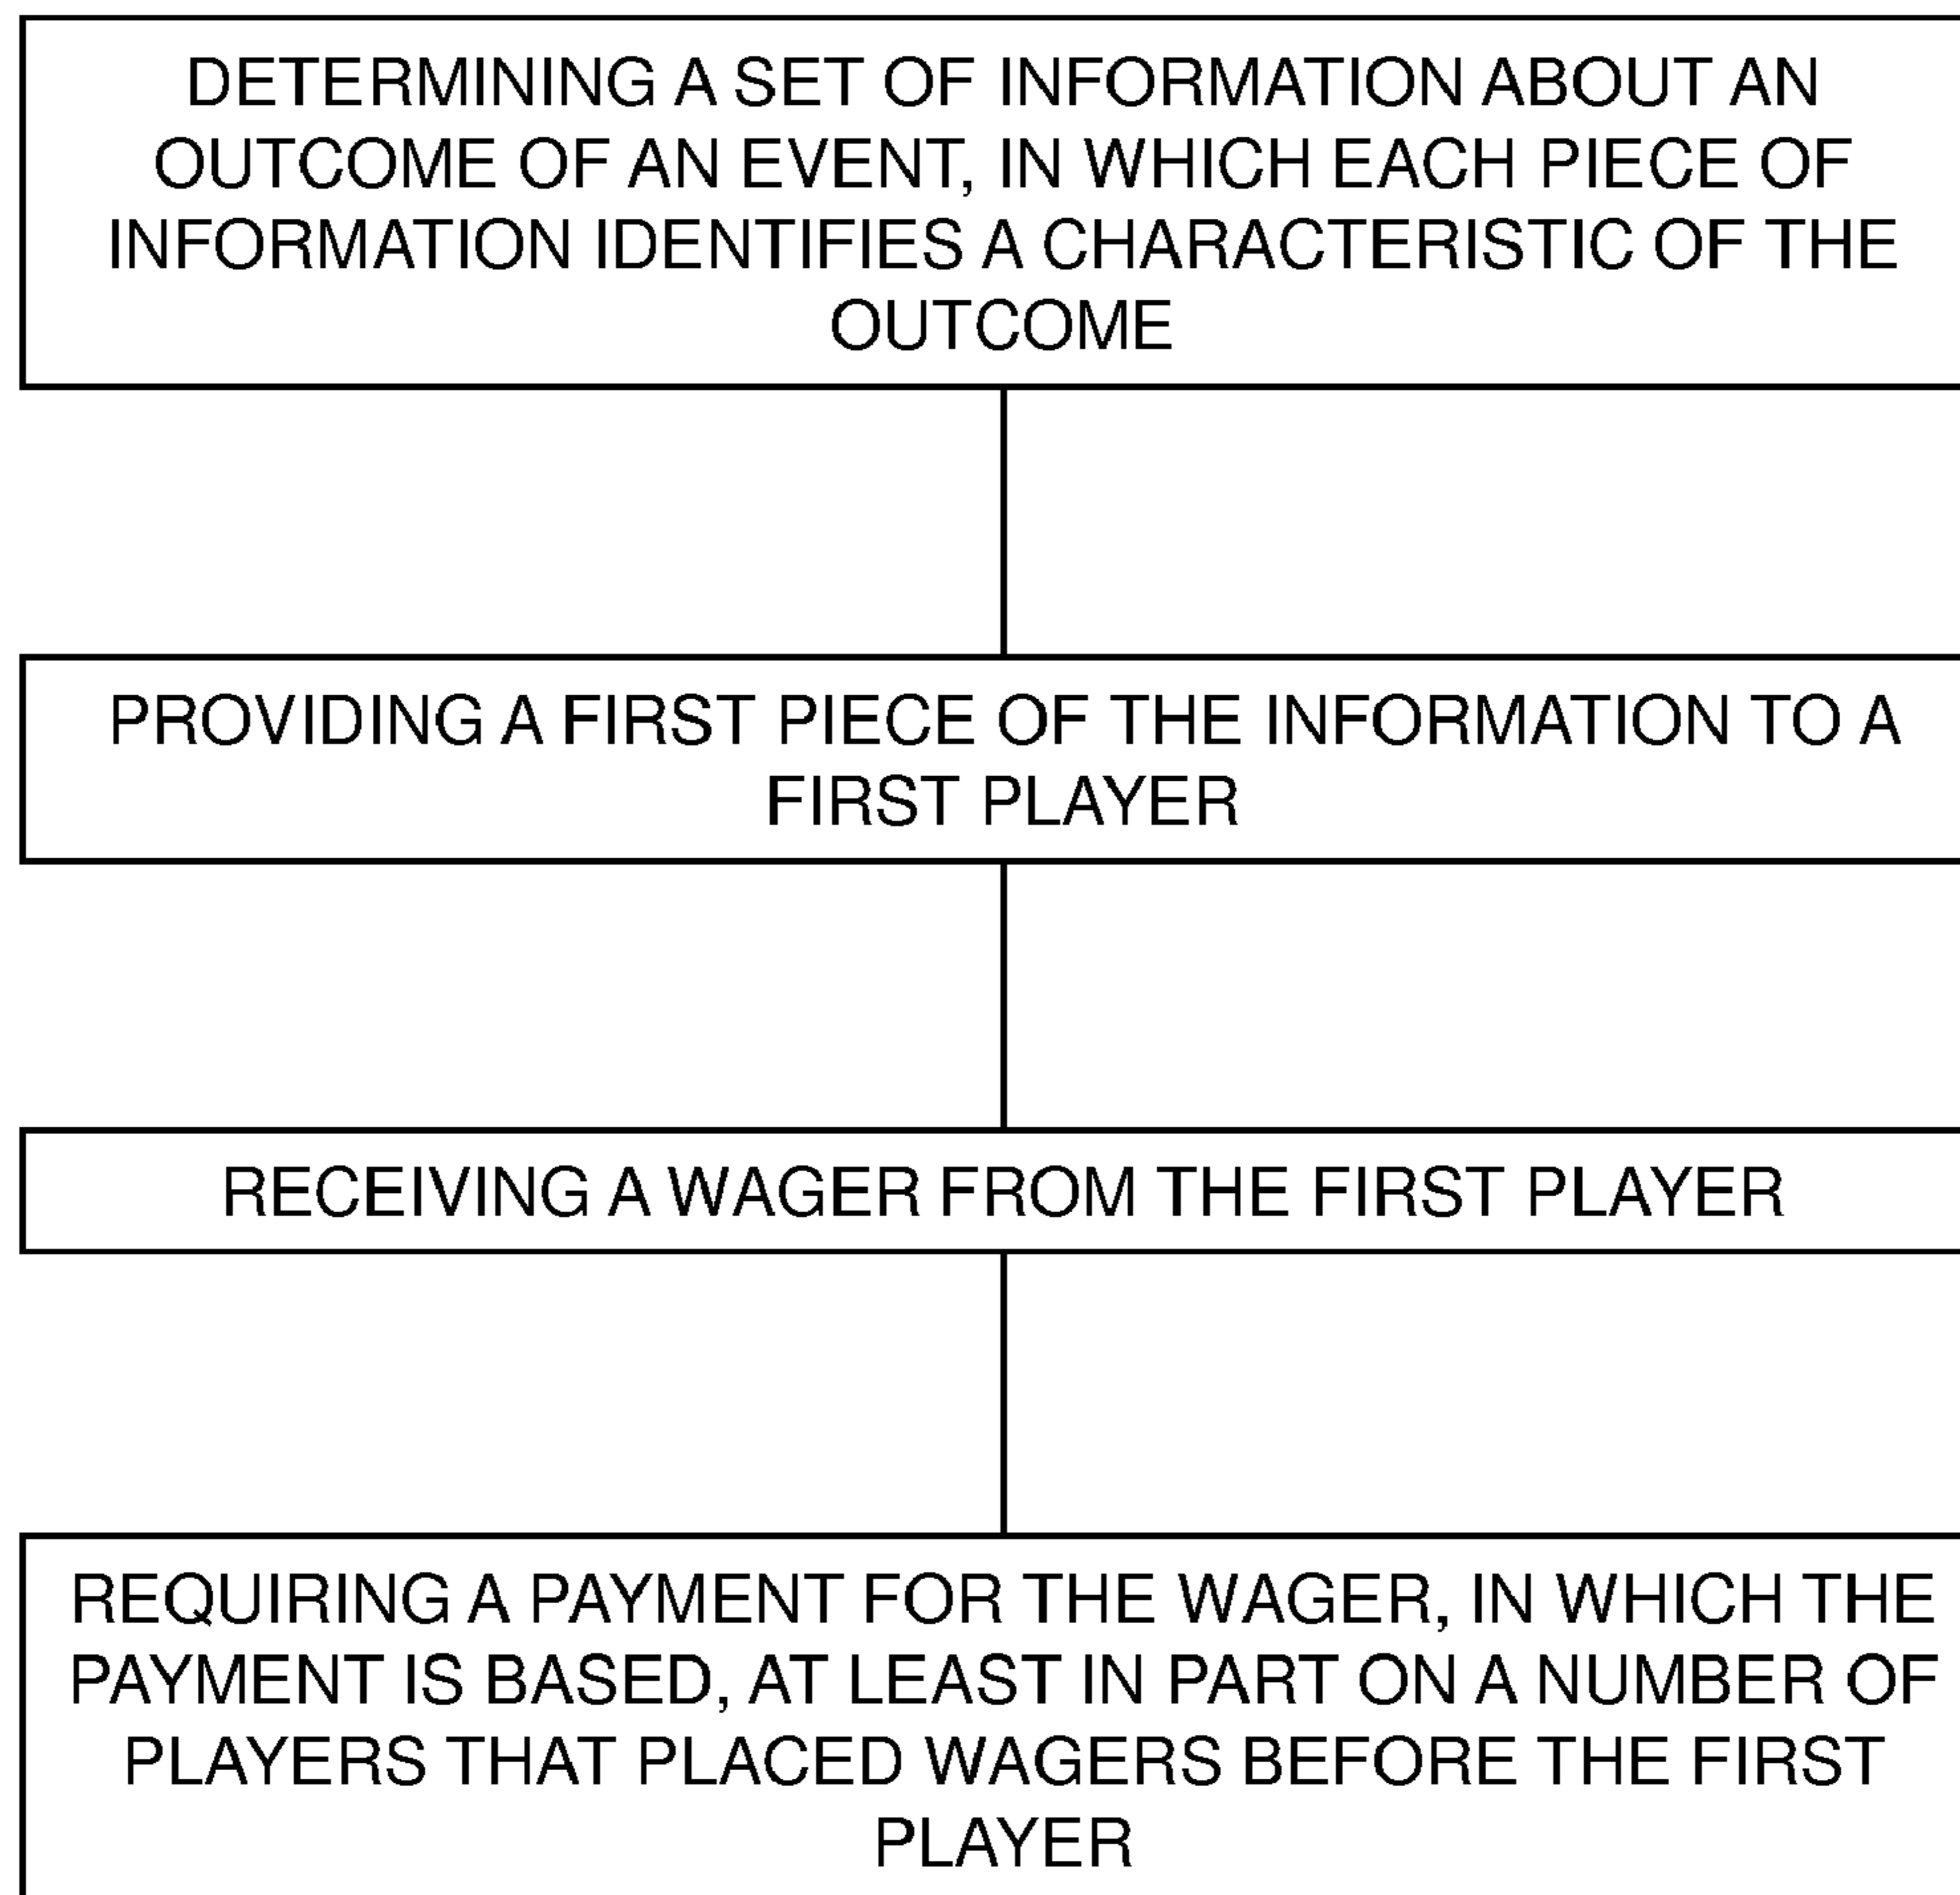 DETERMINING A SET OF INFORMATION ABOUT AN
OUTCOME OF AN EVENT, IN WHICH EACH PIECE OF
INFORMATION IDENTIFIES A CHARACTERISTIC OF THE
OUTCOME
PROVIDING A FIRST PIECE OF THE INFORMATION TO A
FIRST PLAYER
RECEIVING A WAGER FROM THE FIRST PLAYER
REQUIRING A PAYMENT FOR THE WAGER, IN WHICH THE
PAYMENT IS BASED, AT LEAST IN PART ON A NUMBER OF
PLAYERS THAT PLACED WAGERS BEFORE THE FIRST
PLAYER